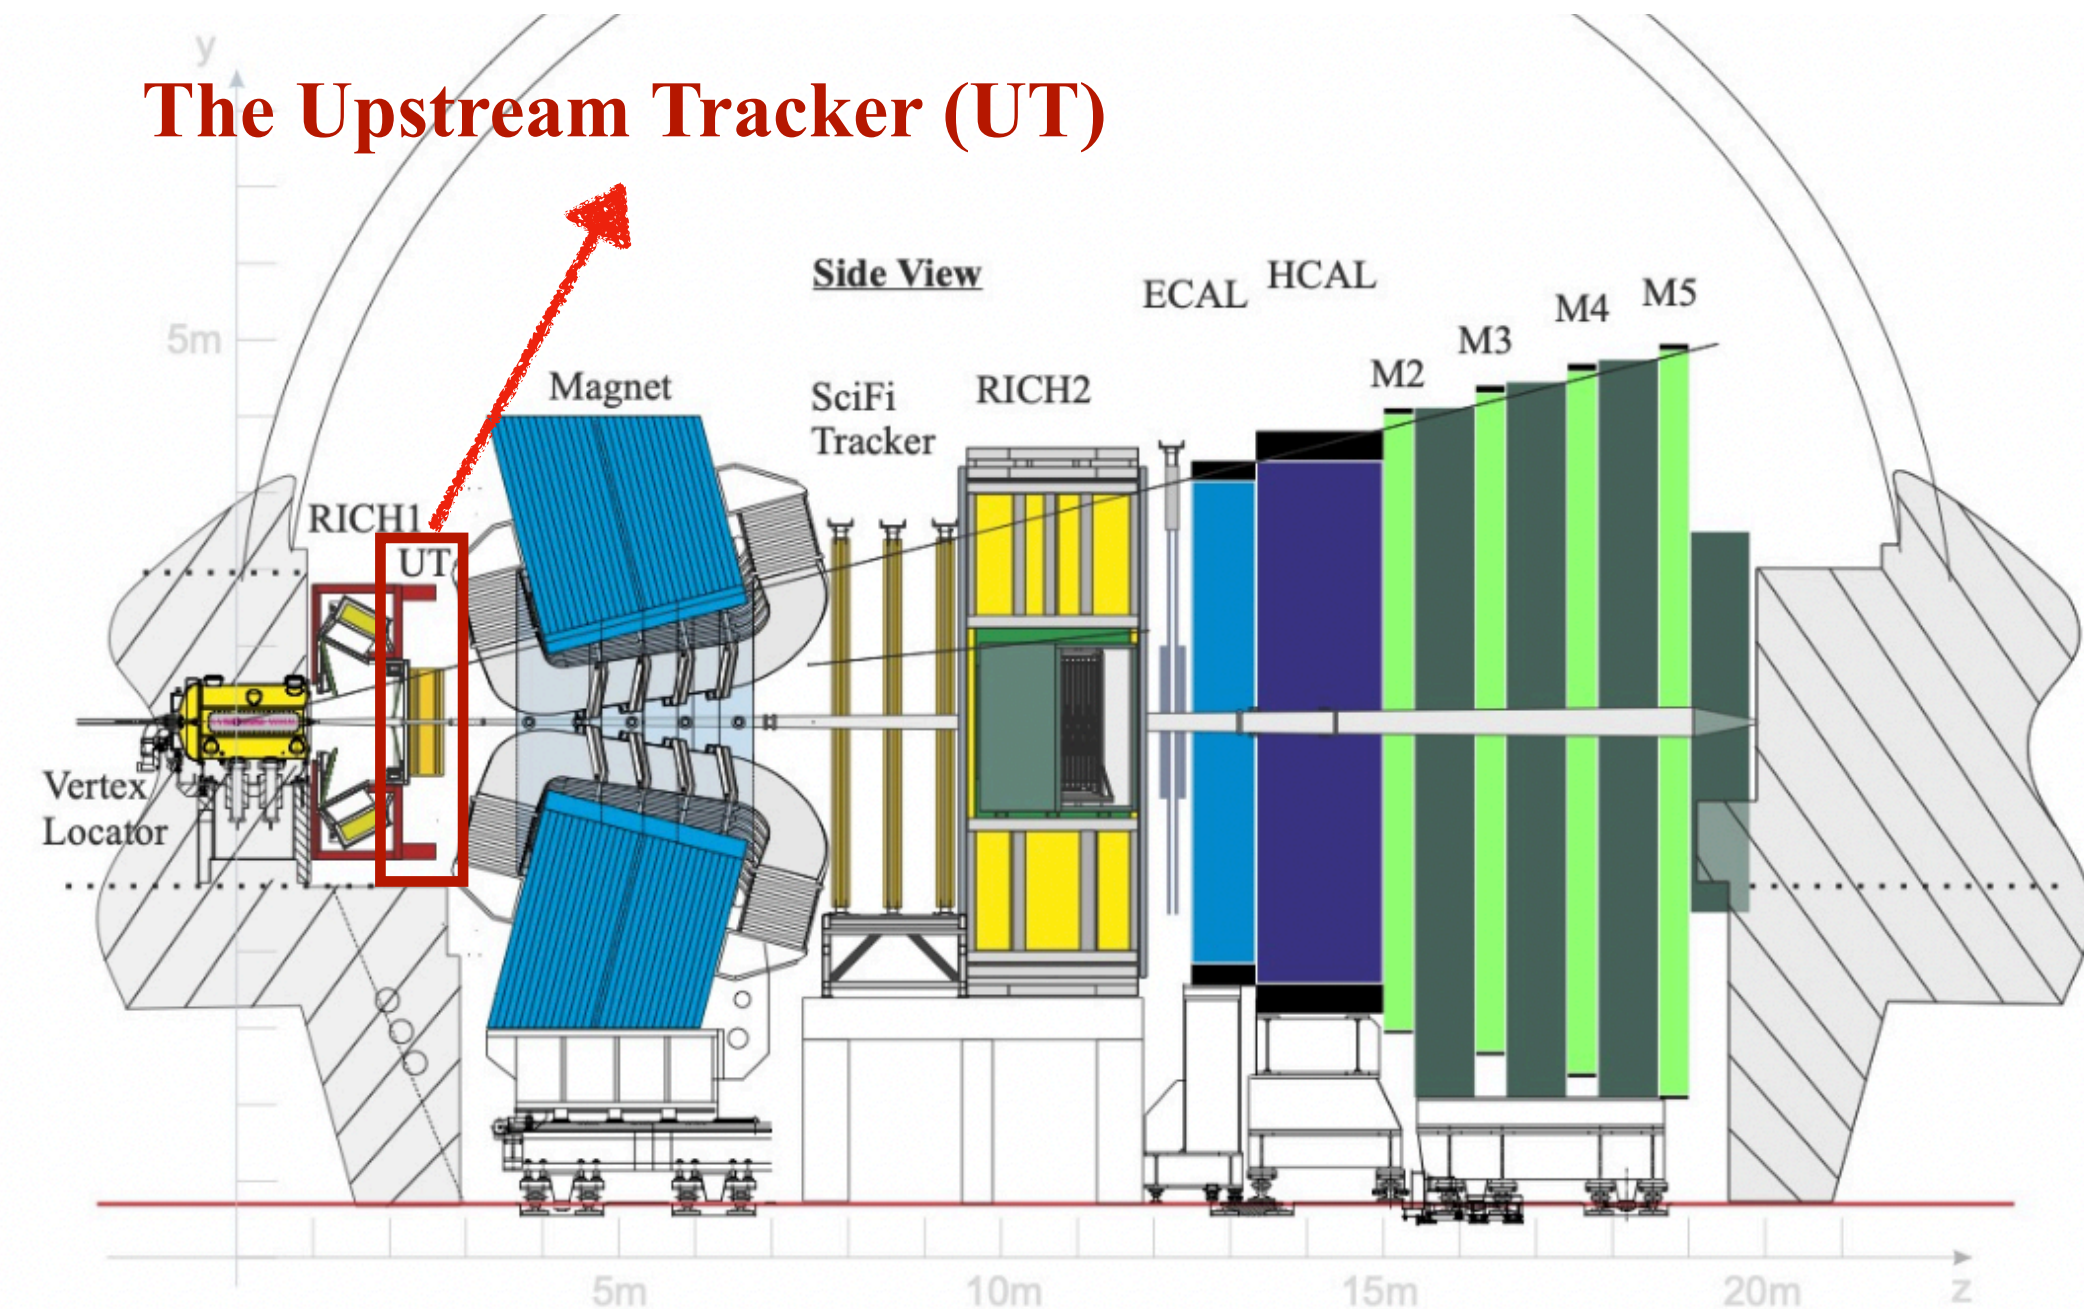 y
The Upstream Tracker (UT)
Side View
ECAL
HCAL
M5
M4
M3
5m
M2
Magnet
SciFi
Tracker
RICH2
RICH1
UT
Vertex
Locator
5m
10m
15m
20m
z